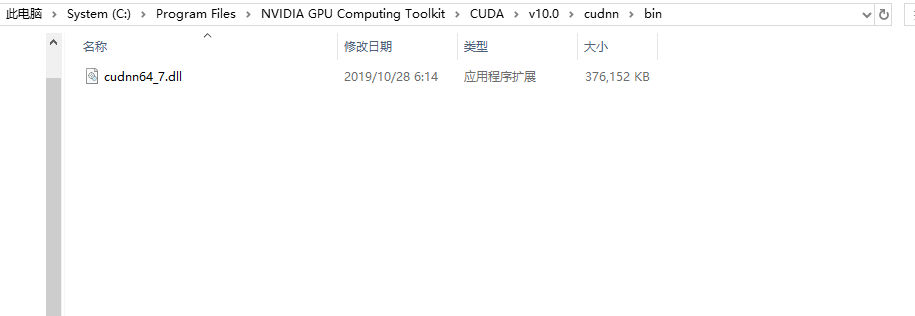 此电脑 > System (C:) > Program Files > NVIDIA GPU Computing Toolkit > CUDA > v10.0 > cudnn > bin
名称 修改日期 类型 大小
cudnn64_7.dll 2019/10/28 6:14 应用程序扩展 376,152 KB